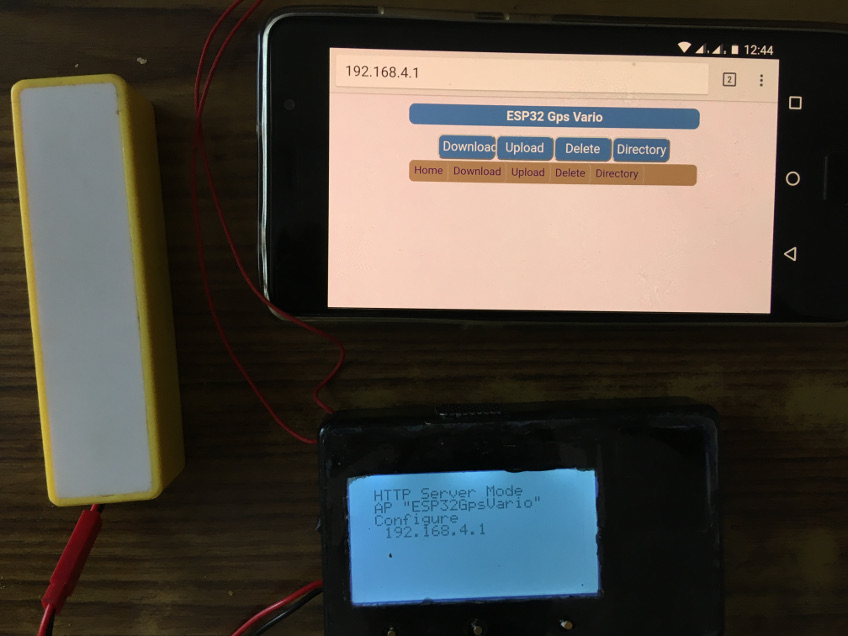 12:44
192.168.4.1
2
ESP32 Gps Vario
Download Upload Delete Directory
Home Download Upload Delete Directory
HTTP Server Mode
AP "ESP32GpsVario"
Configure
192.168.4.1